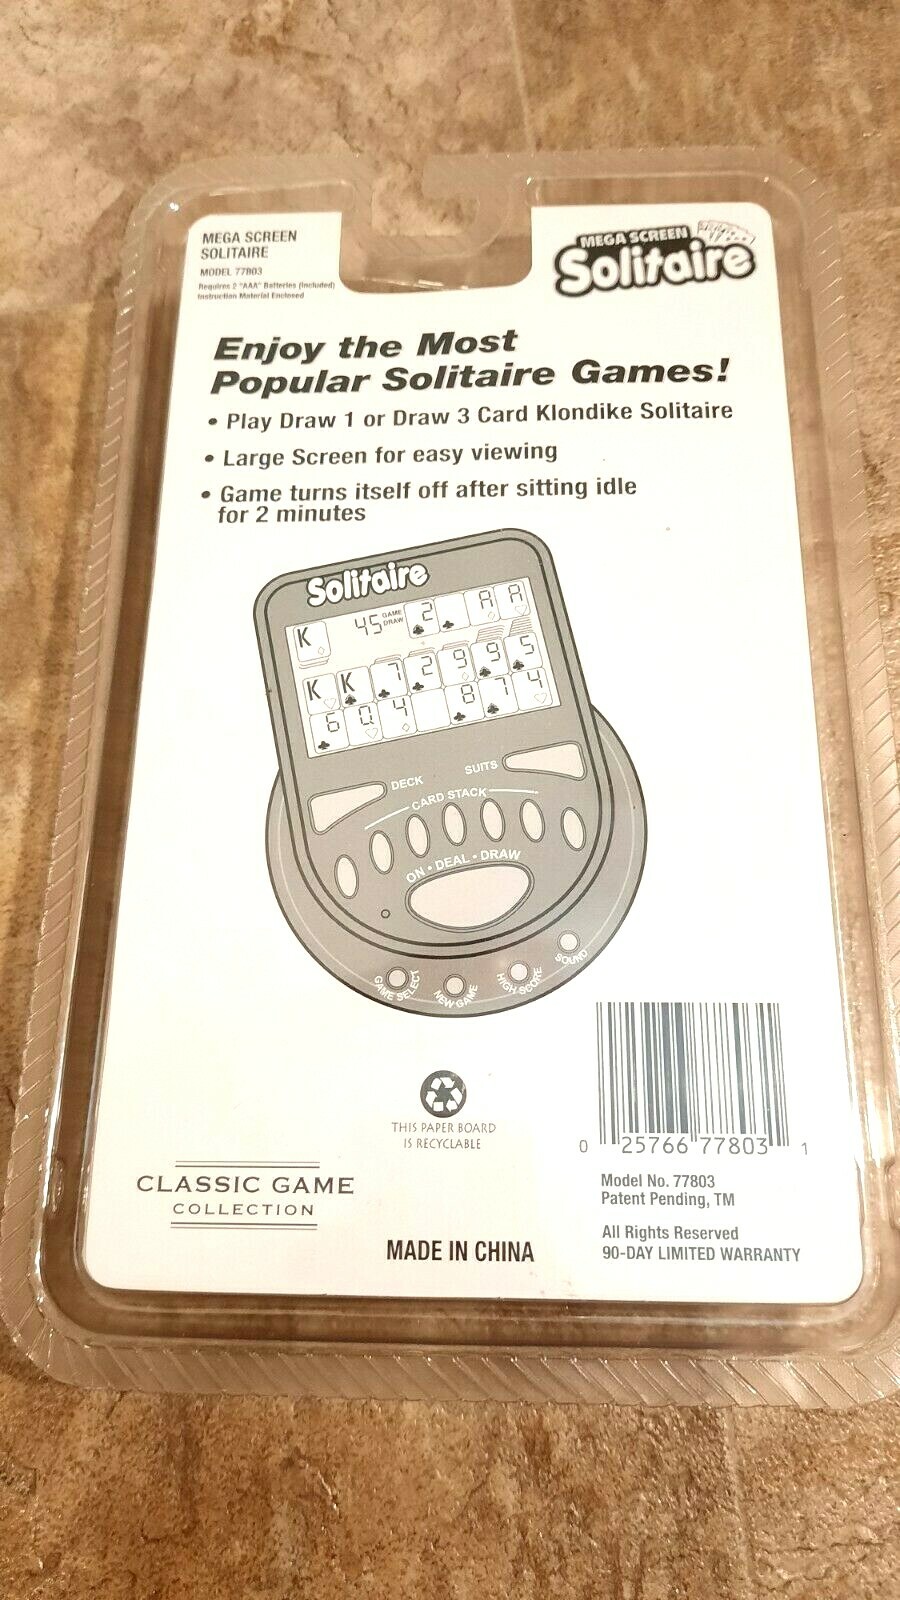 MEGA SCREEN
SOLITAIRE
MODEL 77803
Requires 2 "AAA" Batteries (Included)
Instruction Material Enclosed
MEGA SCREEN
Solitaire
Enjoy the Most
Popular Solitaire Games!
• Play Draw 1 or Draw 3 Card Klondike Solitaire
• Large Screen for easy viewing
• Game turns itself off after sitting idle
for 2 minutes
Solitaire
K 45 GAME DRAW 2 A A
K K 7 2 9 9 5
6 Q 4 8 7 4
DECK SUITS
CARD STACK
ON • DEAL • DRAW
GAME SELECT NEW GAME HIGH SCORE SOUND
THIS PAPER BOARD
IS RECYCLABLE
0 25766 77803 1
CLASSIC GAME
COLLECTION
Model No. 77803
Patent Pending, TM
MADE IN CHINA
All Rights Reserved
90-DAY LIMITED WARRANTY